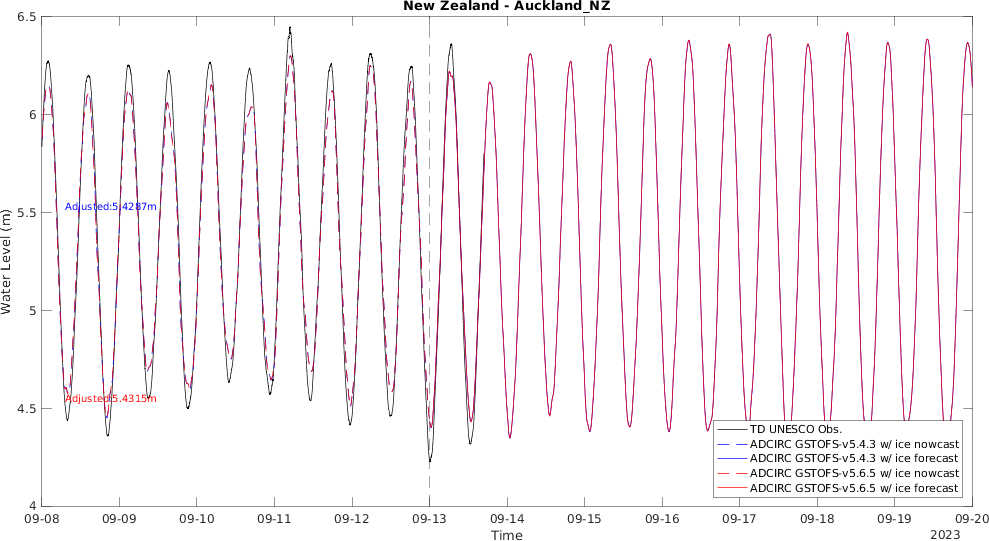 New Zealand - Auckland_NZ
6.5
6
5.5
5
4.5
4
Water Level (m)
Adjusted:5.4287m
Adjusted:5.4315m
TD UNESCO Obs.
ADCIRC GSTOFS-v5.4.3 w/ ice nowcast
ADCIRC GSTOFS-v5.4.3 w/ ice forecast
ADCIRC GSTOFS-v5.6.5 w/ ice nowcast
ADCIRC GSTOFS-v5.6.5 w/ ice forecast
09-08 09-09 09-10 09-11 09-12 09-13 09-14 09-15 09-16 09-17 09-18 09-19 09-20
Time
2023